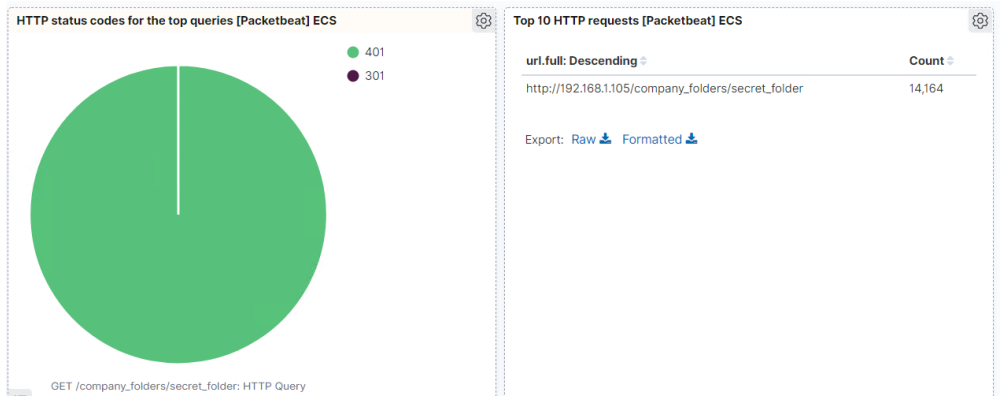 HTTP status codes for the top queries [Packetbeat] ECS
401
301
GET /company_folders/secret_folder: HTTP Query
Top 10 HTTP requests [Packetbeat] ECS
url.full: Descending Count
http://192.168.1.105/company_folders/secret_folder 14,164
Export: Raw Formatted